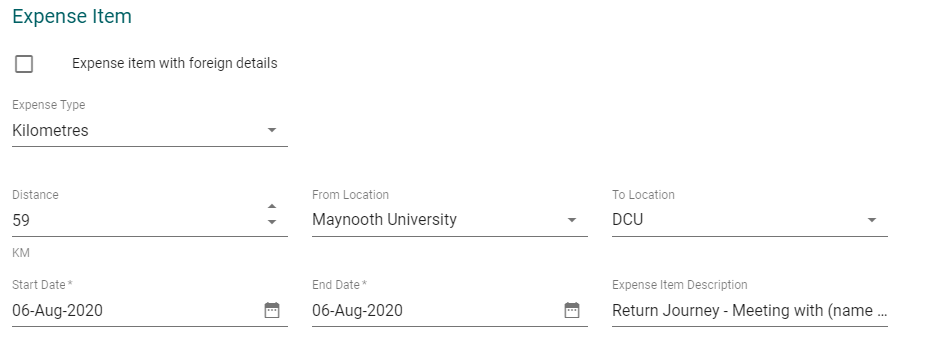 Expense Item
Expense item with foreign details
Expense Type
Kilometres
Distance From Location To Location
59 Maynooth University DCU
KM
Start Date * End Date * Expense Item Description
06-Aug-2020 06-Aug-2020 Return Journey - Meeting with (name ...